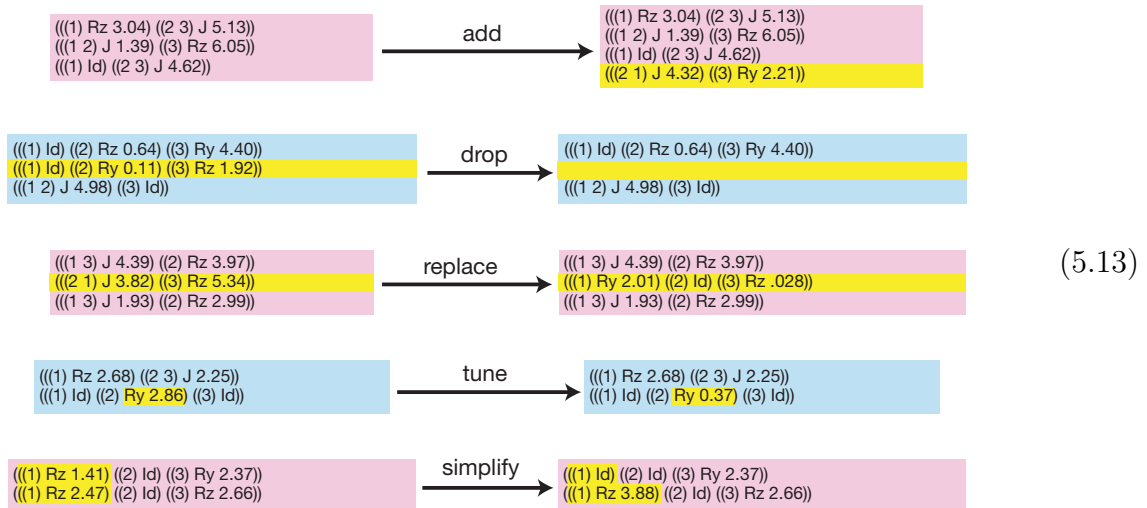 (((1) Rz 3.04) ((2 3) J 5.13))
(((1 2) J 1.39) ((3) Rz 6.05))
(((1) Id) ((2 3) J 4.62))
add
(((1) Rz 3.04) ((2 3) J 5.13))
(((1 2) J 1.39) ((3) Rz 6.05))
(((1) Id) ((2 3) J 4.62))
(((2 1) J 4.32) ((3) Ry 2.21))
(((1) Id) ((2) Rz 0.64) ((3) Ry 4.40))
(((1) Id) ((2) Ry 0.11) ((3) Rz 1.92))
(((1 2) J 4.98) ((3) Id))
drop
(((1) Id) ((2) Rz 0.64) ((3) Ry 4.40))
(((1 2) J 4.98) ((3) Id))
(((1 3) J 4.39) ((2) Rz 3.97))
(((2 1) J 3.82) ((3) Rz 5.34))
(((1 3) J 1.93) ((2) Rz 2.99))
replace
(((1 3) J 4.39) ((2) Rz 3.97))
(((1) Ry 2.01) ((2) Id) ((3) Rz .028))
(((1 3) J 1.93) ((2) Rz 2.99))
(5.13)
(((1) Rz 2.68) ((2 3) J 2.25))
(((1) Id) ((2) Ry 2.86) ((3) Id))
tune
(((1) Rz 2.68) ((2 3) J 2.25))
(((1) Id) ((2) Ry 0.37) ((3) Id))
(((1) Rz 1.41) ((2) Id) ((3) Ry 2.37))
(((1) Rz 2.47) ((2) Id) ((3) Rz 2.66))
simplify
(((1) Id) ((2) Id) ((3) Ry 2.37))
(((1) Rz 3.88) ((2) Id) ((3) Rz 2.66))